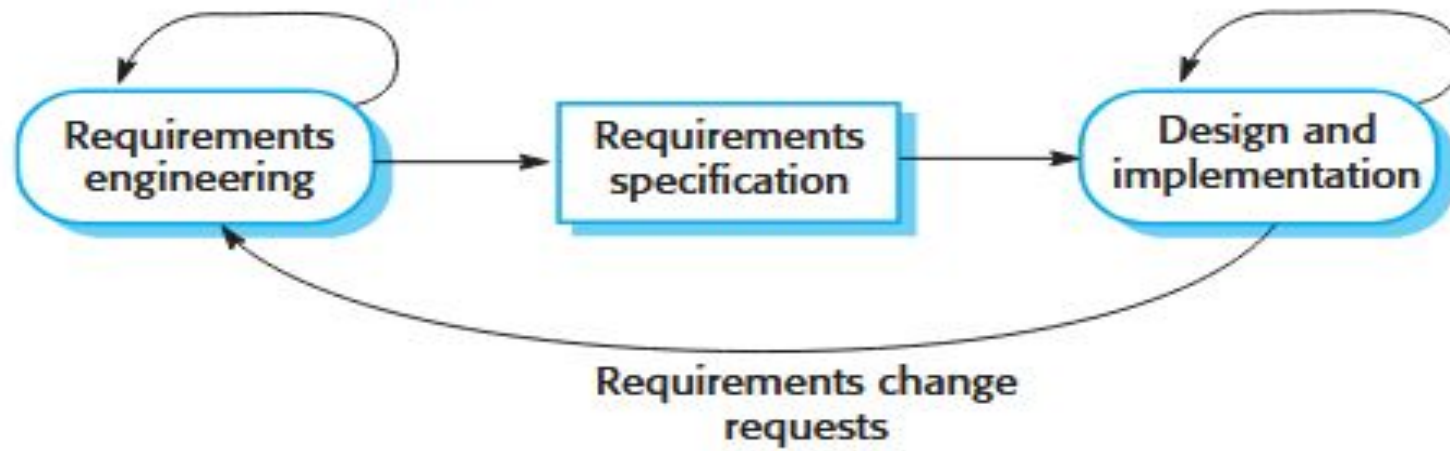 Requirements
engineering
Requirements
specification
Design and
implementation
Requirements change
requests